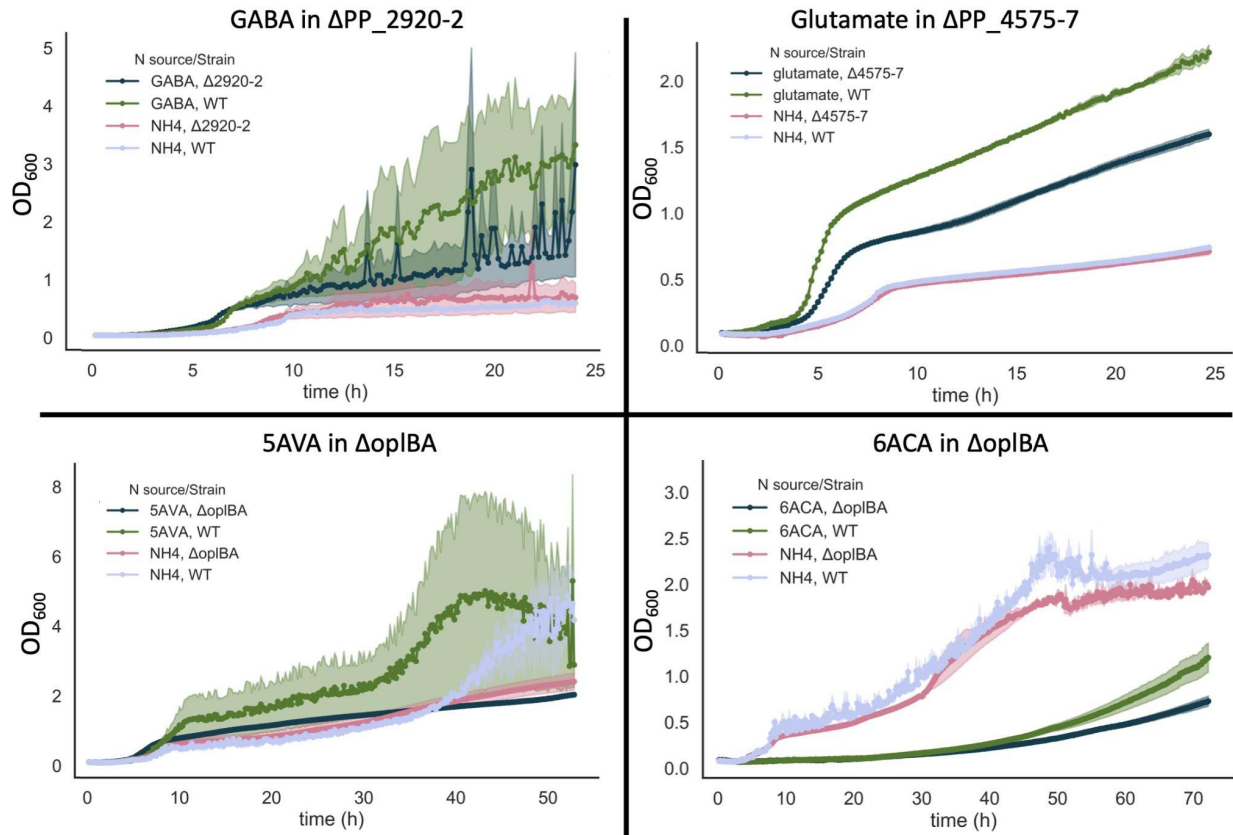 GABA in ΔPP_2920-2
N source/Strain
GABA, Δ2920-2
GABA, WT
NH4, Δ2920-2
NH4, WT
OD600
5
4
3
2
1
0
0 5 10 15 20 25
time (h)
Glutamate in ΔPP_4575-7
N source/Strain
glutamate, Δ4575-7
glutamate, WT
NH4, Δ4575-7
NH4, WT
OD600
2.0
1.5
1.0
0.5
0.0
0 5 10 15 20 25
time (h)
5AVA in ΔoplBA
N source/Strain
5AVA, ΔoplBA
5AVA, WT
NH4, ΔoplBA
NH4, WT
OD600
8
6
4
2
0
0 10 20 30 40 50
time (h)
6ACA in ΔoplBA
N source/Strain
6ACA, ΔoplBA
6ACA, WT
NH4, ΔoplBA
NH4, WT
OD600
3.0
2.5
2.0
1.5
1.0
0.5
0.0
0 10 20 30 40 50 60 70
time (h)